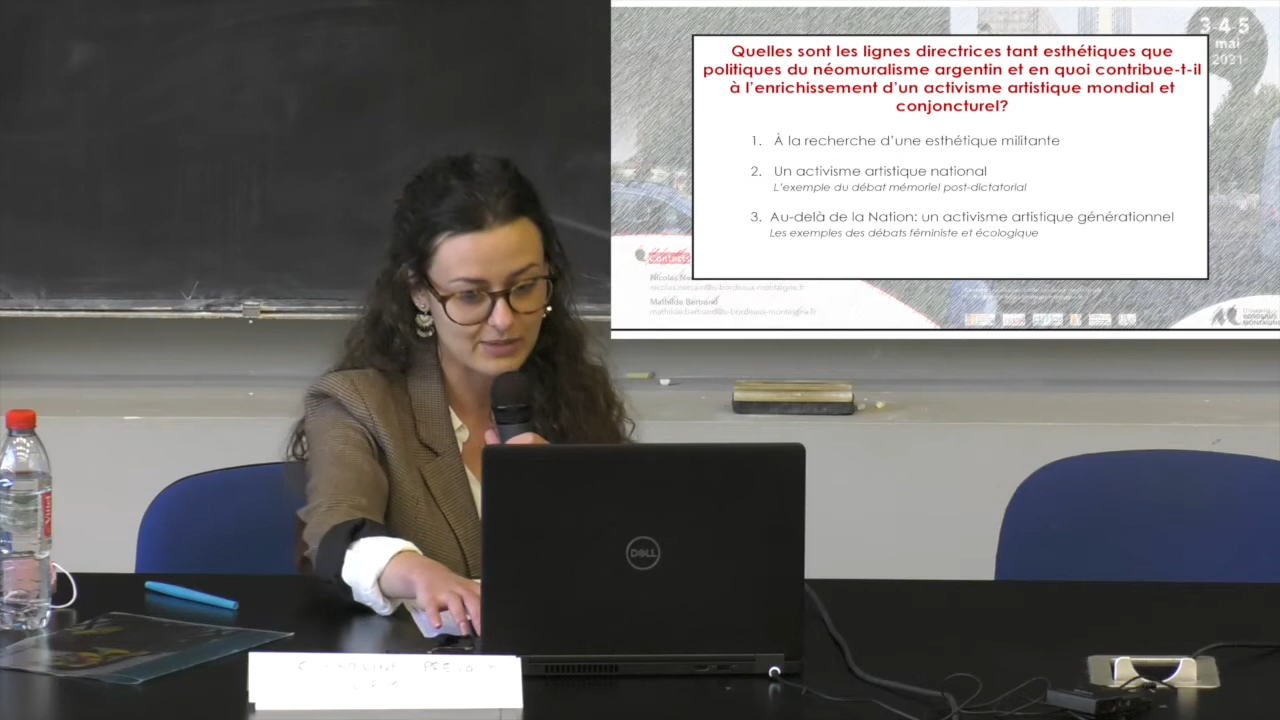 3-4-5
mai
2021
Quelles sont les lignes directrices tant esthétiques que
politiques du néomuralisme argentin et en quoi contribue-t-il
à l'enrichissement d'un activisme artistique mondial et
conjoncturel?
1. À la recherche d'une esthétique militante
2. Un activisme artistique national
L'exemple du débat mémoriel post-dictatorial
3. Au-delà de la Nation: un activisme artistique générationnel
Les exemples des débats féministe et écologique
Contacts
Mathilde Bertrand
DELL